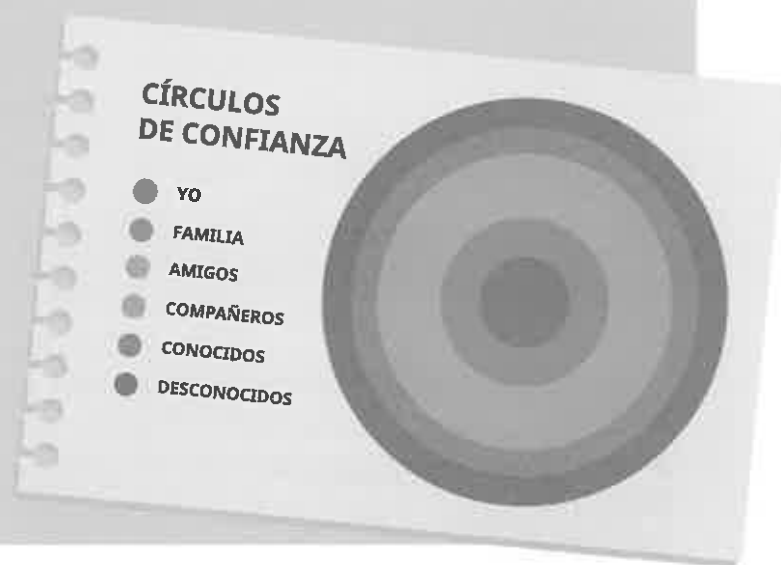 CÍRCULOS
DE CONFIANZA
YO
FAMILIA
AMIGOS
COMPAÑEROS
CONOCIDOS
DESCONOCIDOS